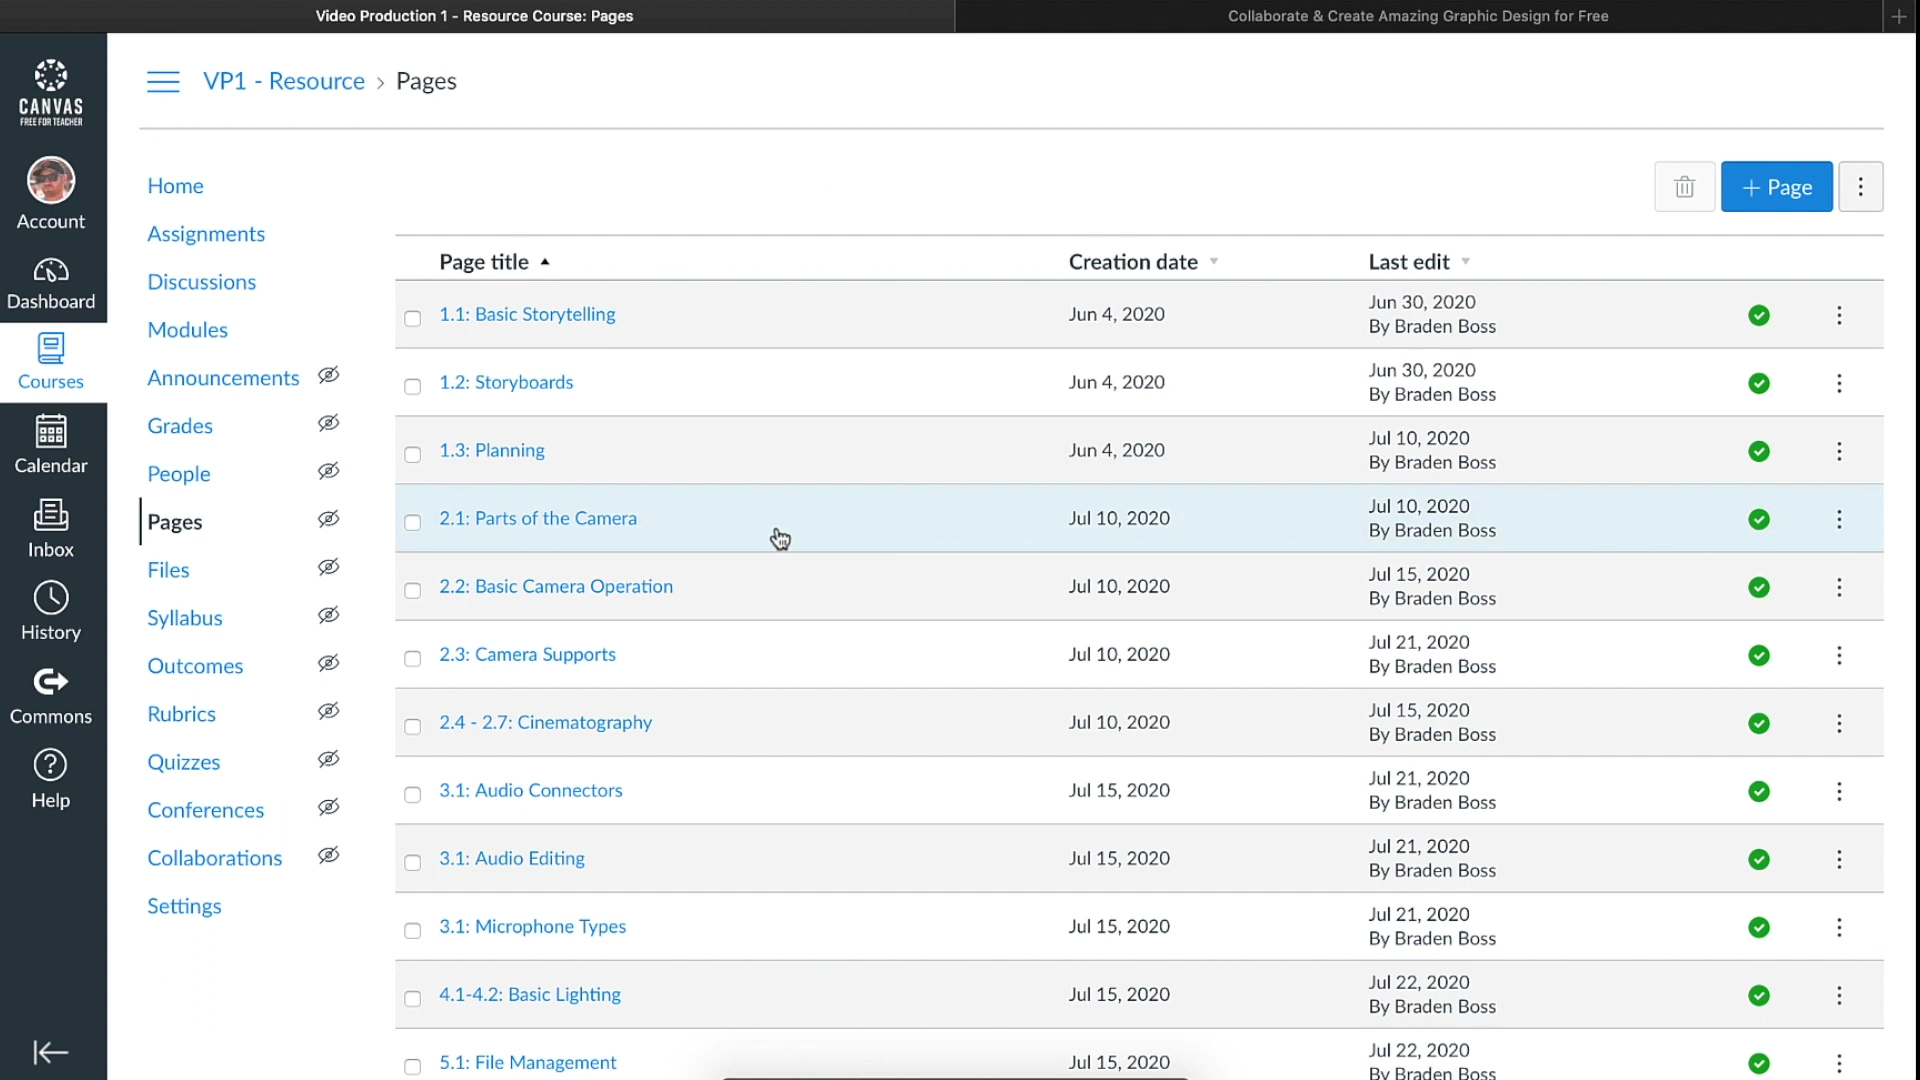 Video Production 1 - Resource Course: Pages
Collaborate & Create Amazing Graphic Design for Free
CANVAS
FREE FOR TEACHER
Account
Dashboard
Courses
Calendar
Inbox
History
Commons
Help
VP1 - Resource > Pages
Home
Assignments
Discussions
Modules
Announcements
Grades
People
Pages
Files
Syllabus
Outcomes
Rubrics
Quizzes
Conferences
Collaborations
Settings
+ Page
Page title Creation date Last edit
1.1: Basic Storytelling Jun 4, 2020 Jun 30, 2020
By Braden Boss
1.2: Storyboards Jun 4, 2020 Jun 30, 2020
By Braden Boss
1.3: Planning Jun 4, 2020 Jul 10, 2020
By Braden Boss
2.1: Parts of the Camera Jul 10, 2020 Jul 10, 2020
By Braden Boss
2.2: Basic Camera Operation Jul 10, 2020 Jul 15, 2020
By Braden Boss
2.3: Camera Supports Jul 10, 2020 Jul 21, 2020
By Braden Boss
2.4 - 2.7: Cinematography Jul 10, 2020 Jul 15, 2020
By Braden Boss
3.1: Audio Connectors Jul 15, 2020 Jul 21, 2020
By Braden Boss
3.1: Audio Editing Jul 15, 2020 Jul 21, 2020
By Braden Boss
3.1: Microphone Types Jul 15, 2020 Jul 21, 2020
By Braden Boss
4.1-4.2: Basic Lighting Jul 15, 2020 Jul 22, 2020
By Braden Boss
5.1: File Management Jul 15, 2020 Jul 22, 2020
By Braden Boss